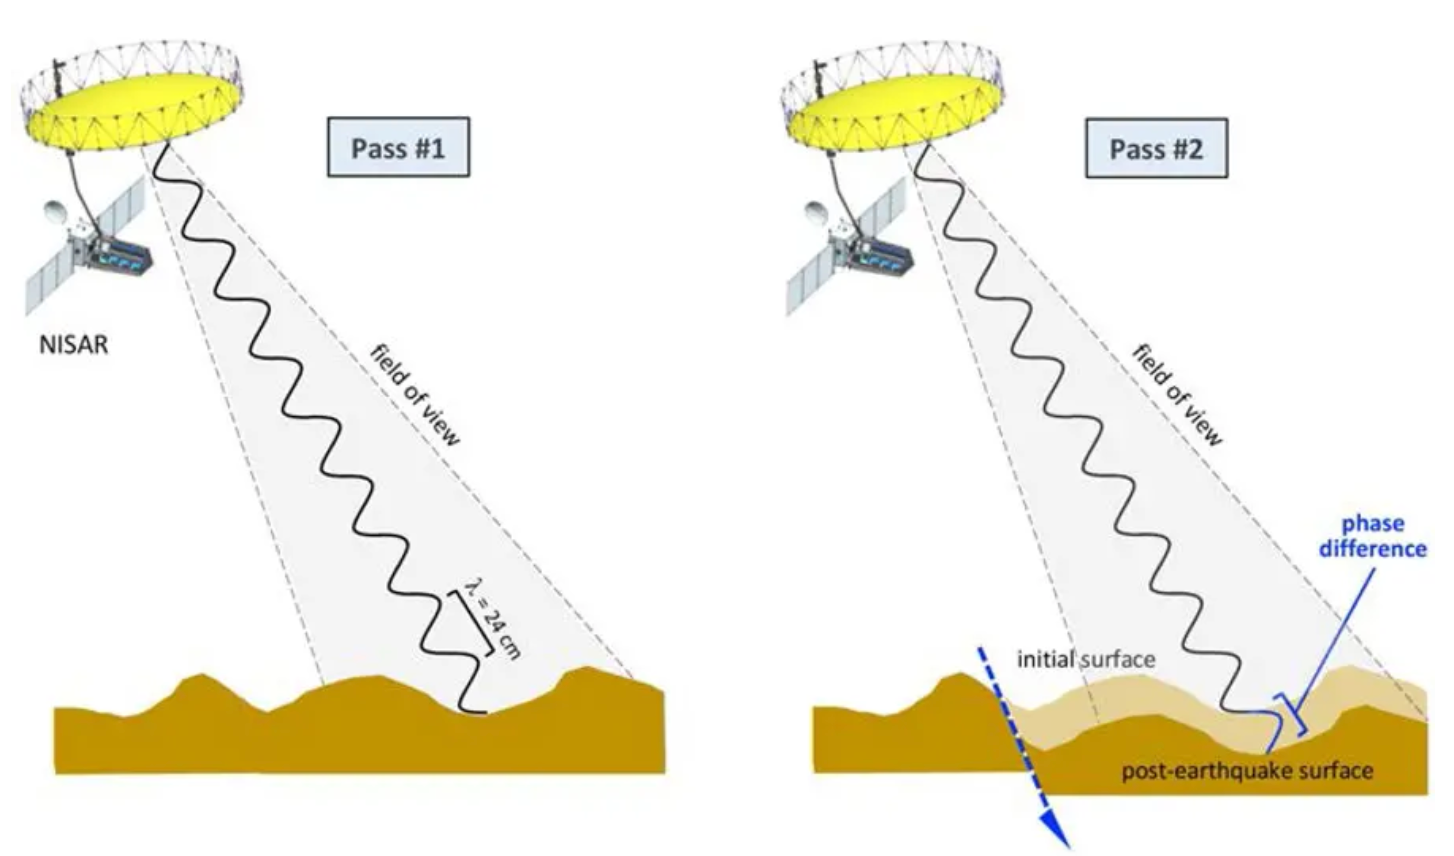 Pass #1
NISAR
field of view
λ = 24 cm
Pass #2
field of view
phase
difference
initial surface
post-earthquake surface